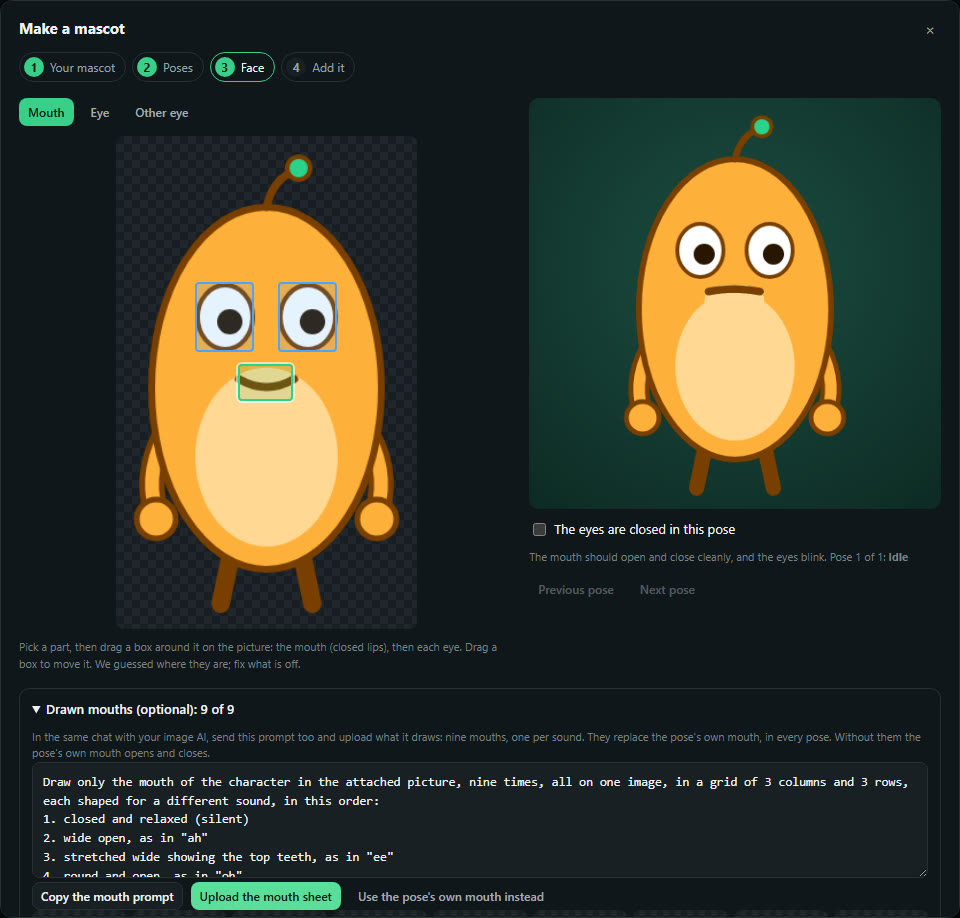 Make a mascot
×
1 Your mascot
2 Poses
3 Face
4 Add it
Mouth
Eye
Other eye
The eyes are closed in this pose
The mouth should open and close cleanly, and the eyes blink. Pose 1 of 1: Idle
Previous pose
Next pose
Pick a part, then drag a box around it on the picture: the mouth (closed lips), then each eye. Drag a
box to move it. We guessed where they are; fix what is off.
▼ Drawn mouths (optional): 9 of 9
In the same chat with your image AI, send this prompt too and upload what it draws: nine mouths, one per sound. They replace the pose's own mouth, in every pose. Without them the
pose's own mouth opens and closes.
Draw only the mouth of the character in the attached picture, nine times, all on one image, in a grid of 3 columns and 3 rows,
each shaped for a different sound, in this order:
1. closed and relaxed (silent)
2. wide open, as in "ah"
3. stretched wide showing the top teeth, as in "ee"
4. round and open, as in "oh"
Copy the mouth prompt
Upload the mouth sheet
Use the pose's own mouth instead